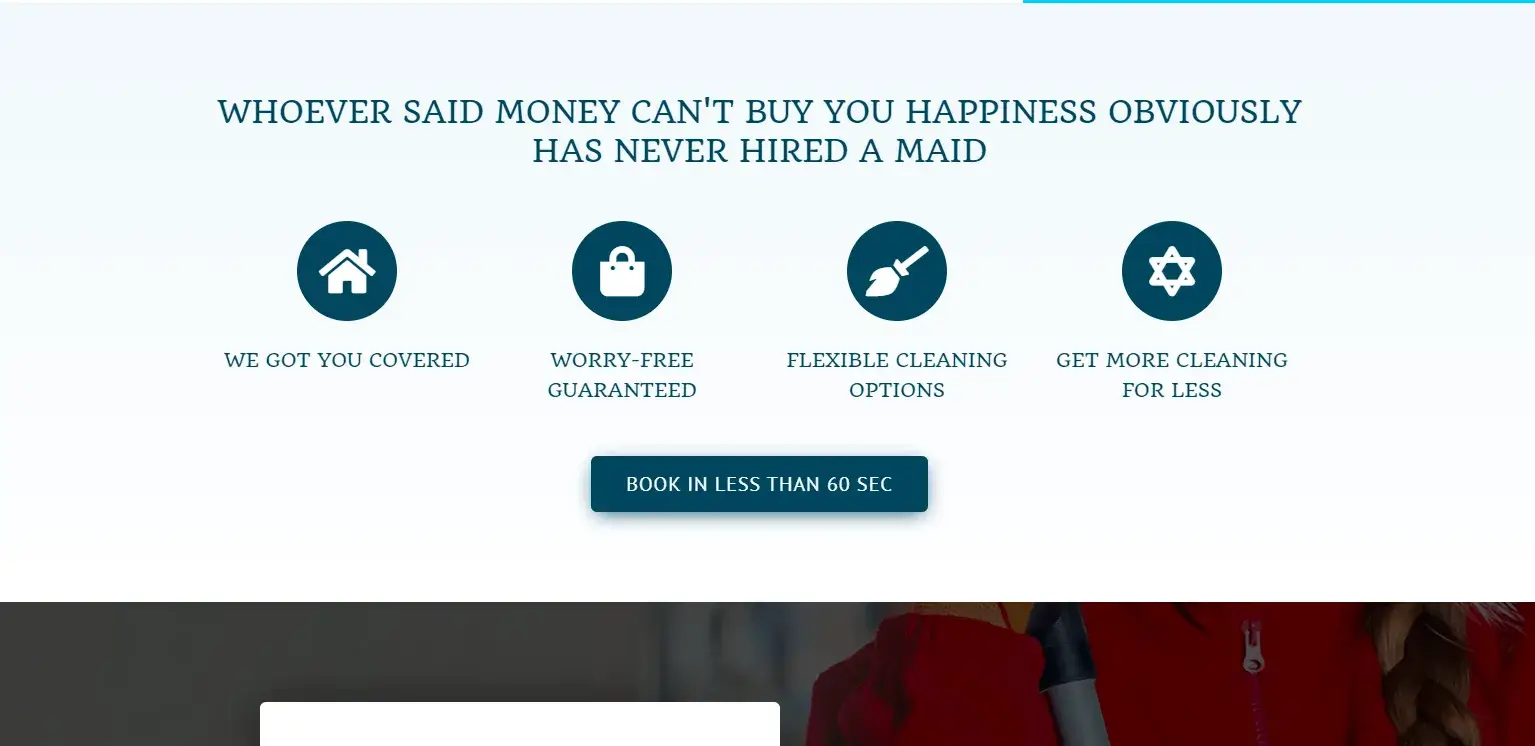 WHOEVER SAID MONEY CAN'T BUY YOU HAPPINESS OBVIOUSLY
HAS NEVER HIRED A MAID
WE GOT YOU COVERED
WORRY-FREE
GUARANTEED
FLEXIBLE CLEANING
OPTIONS
GET MORE CLEANING
FOR LESS
BOOK IN LESS THAN 60 SEC